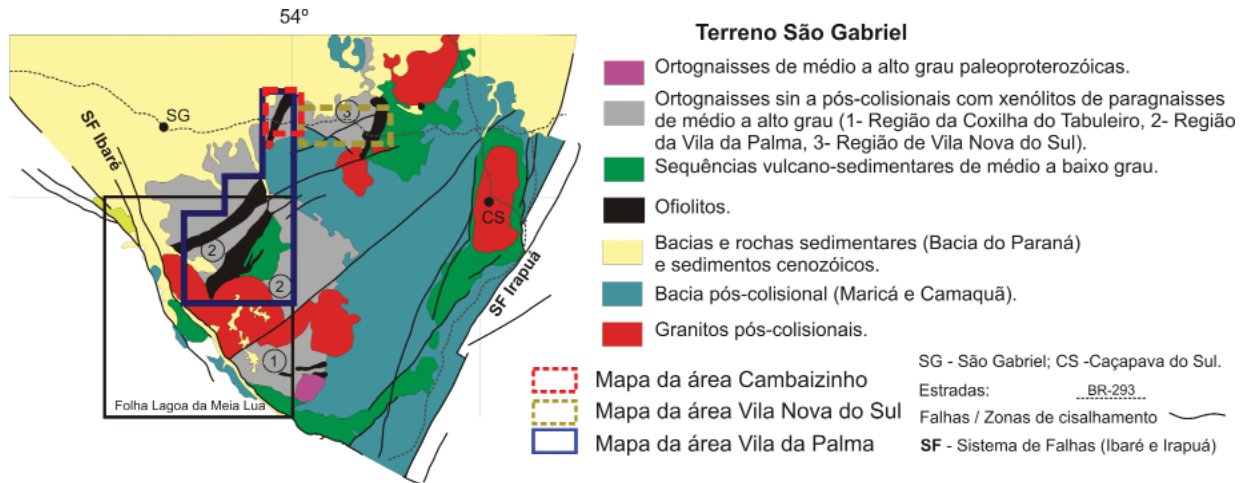 54º
SG
SF Ibaré
3
2
2
1
CS
SF Irapuá
Folha Lagoa da Meia Lua
Terreno São Gabriel
Ortognaisses de médio a alto grau paleoproterozóicas.
Ortognaisses sin a pós-colisionais com xenólitos de paragnaisses
de médio a alto grau (1- Região da Coxilha do Tabuleiro, 2- Região
da Vila da Palma, 3- Região de Vila Nova do Sul).
Sequências vulcano-sedimentares de médio a baixo grau.
Ofiolitos.
Bacias e rochas sedimentares (Bacia do Paraná)
e sedimentos cenozóicos.
Bacia pós-colisional (Maricá e Camaquã).
Granitos pós-colisionais.
Mapa da área Cambaizinho
Mapa da área Vila Nova do Sul
Mapa da área Vila da Palma
SG - São Gabriel; CS -Caçapava do Sul.
Estradas: BR-293
Falhas / Zonas de cisalhamento
SF - Sistema de Falhas (Ibaré e Irapuá)